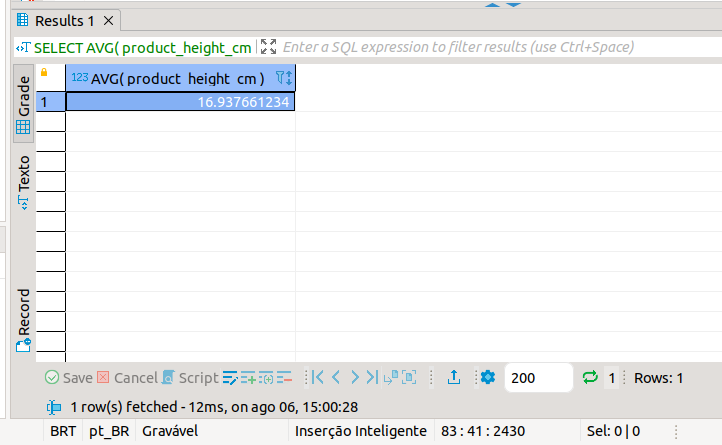 Results 1
SELECT AVG( product_height_cm Enter a SQL expression to filter results (use Ctrl+Space)
Grade
Texto
Record
123 AVG( product_height_cm )
1 16.937661234
Save Cancel Script 200 1 Rows: 1
1 row(s) fetched - 12ms, on ago 06, 15:00:28
BRT pt_BR Gravável Inserção Inteligente 83 : 41 : 2430 Sel: 0 | 0